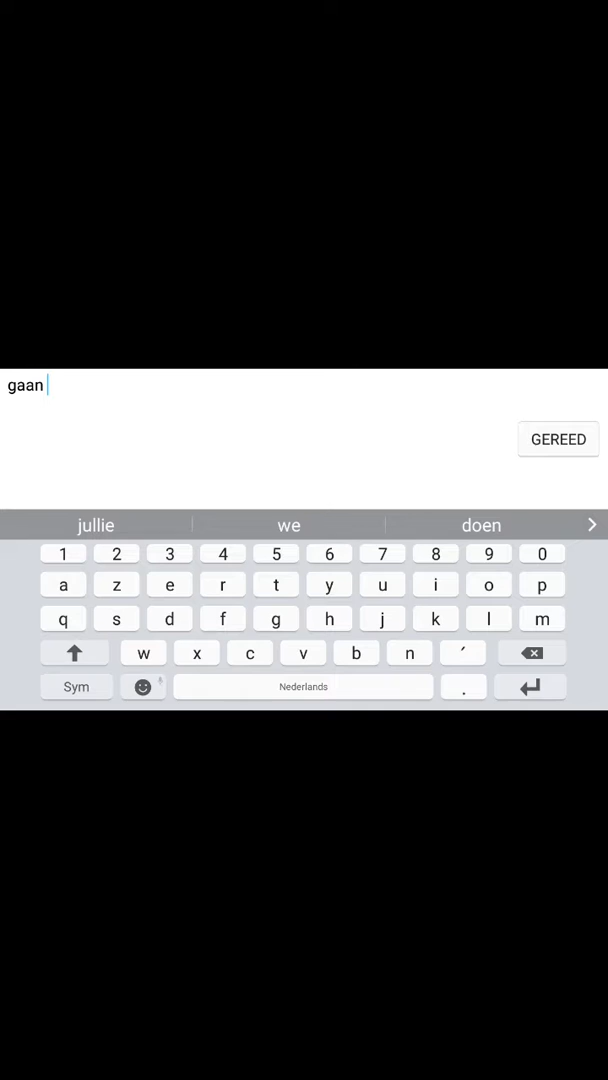 gaan
GEREED
jullie we doen
1 2 3 4 5 6 7 8 9 0
a z e r t y u i o p
q s d f g h j k l m
w x c v b n ´
Sym Nederlands .